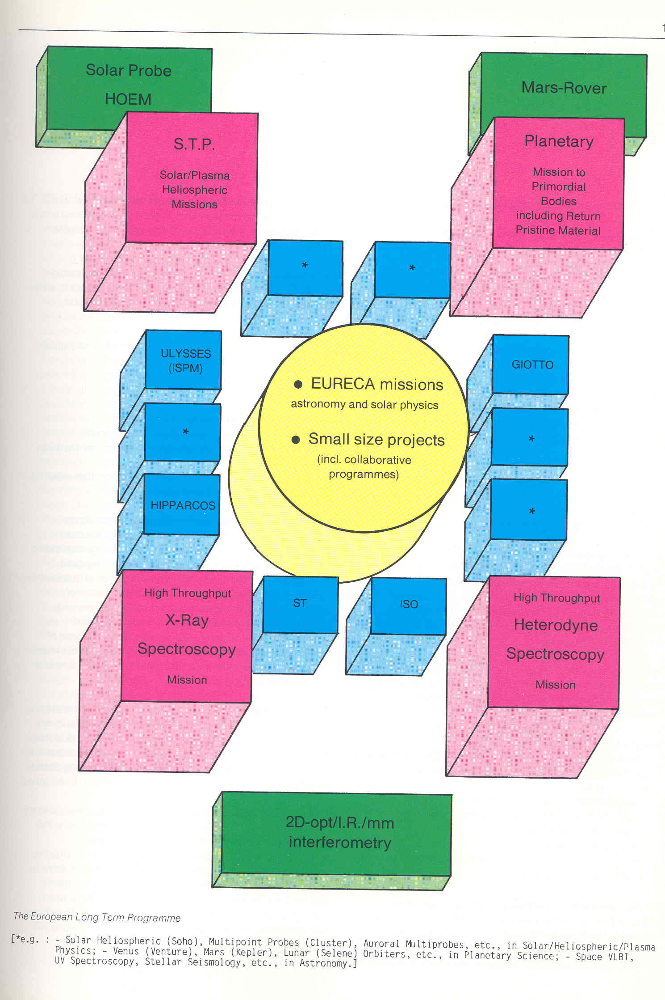 1
Solar Probe
HOEM
Mars-Rover
S.T.P.
Solar/Plasma
Heliospheric
Missions
Planetary
Mission to
Primordial
Bodies
including Return
Pristine Material
*
*
ULYSSES
(ISPM)
*
HIPPARCOS
● EURECA missions
astronomy and solar physics
● Small size projects
(incl. collaborative
programmes)
GIOTTO
*
*
High Throughput
X-Ray
Spectroscopy
Mission
ST
ISO
High Throughput
Heterodyne
Spectroscopy
Mission
2D-opt/I.R./mm
interferometry
The European Long Term Programme
[*e.g. : - Solar Heliospheric (Soho), Multipoint Probes (Cluster), Auroral Multiprobes, etc., in Solar/Heliospheric/Plasma
Physics; - Venus (Venture), Mars (Kepler), Lunar (Selene) Orbiters, etc., in Planetary Science; - Space VLBI,
UV Spectroscopy, Stellar Seismology, etc., in Astronomy.]